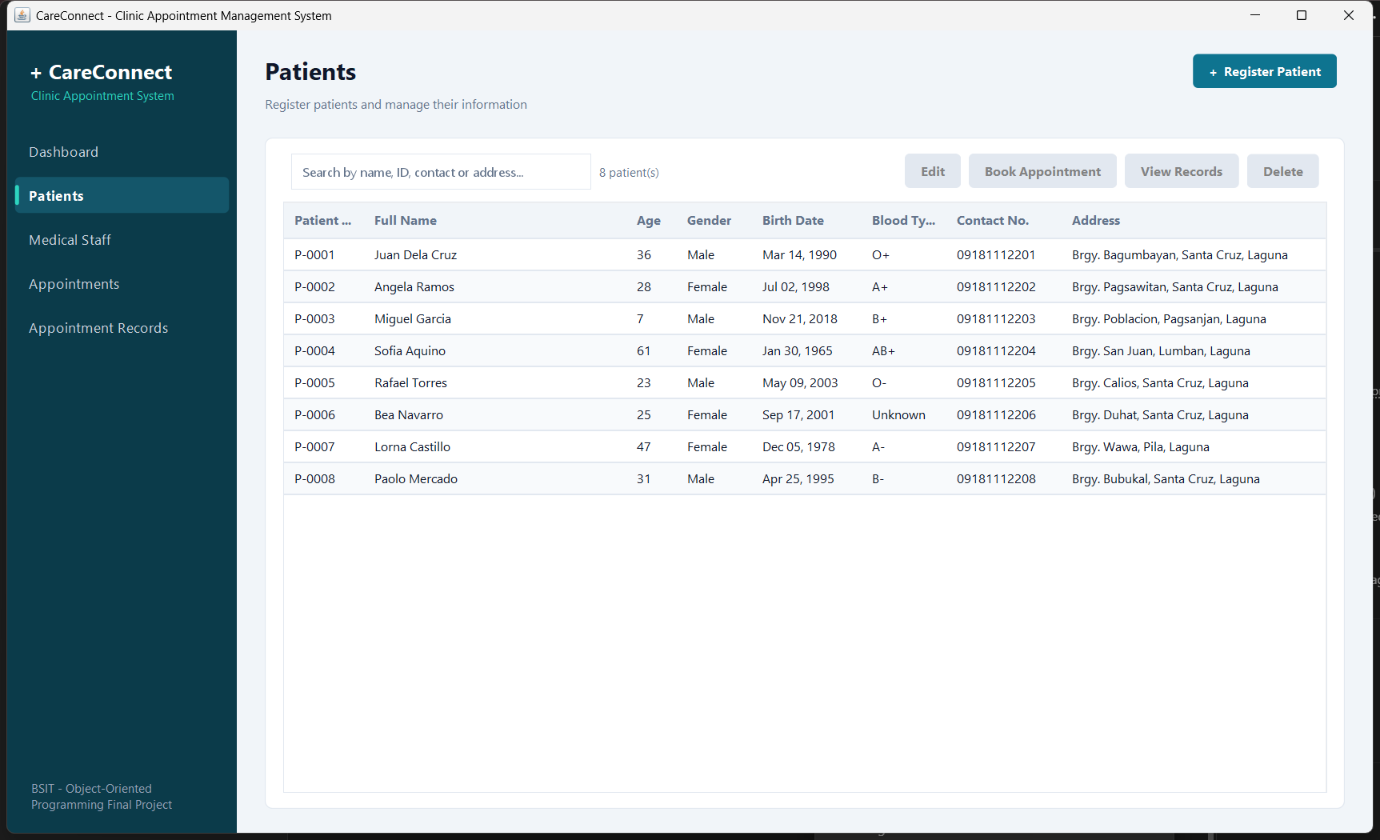 CareConnect - Clinic Appointment Management System
+ CareConnect
Clinic Appointment System
Dashboard
Patients
Medical Staff
Appointments
Appointment Records
BSIT - Object-Oriented
Programming Final Project
Patients
Register patients and manage their information
+ Register Patient
Search by name, ID, contact or address...
8 patient(s)
Edit
Book Appointment
View Records
Delete
Patient ... Full Name Age Gender Birth Date Blood Ty... Contact No. Address
P-0001 Juan Dela Cruz 36 Male Mar 14, 1990 O+ 09181112201 Brgy. Bagumbayan, Santa Cruz, Laguna
P-0002 Angela Ramos 28 Female Jul 02, 1998 A+ 09181112202 Brgy. Pagsawitan, Santa Cruz, Laguna
P-0003 Miguel Garcia 7 Male Nov 21, 2018 B+ 09181112203 Brgy. Poblacion, Pagsanjan, Laguna
P-0004 Sofia Aquino 61 Female Jan 30, 1965 AB+ 09181112204 Brgy. San Juan, Lumban, Laguna
P-0005 Rafael Torres 23 Male May 09, 2003 O- 09181112205 Brgy. Calios, Santa Cruz, Laguna
P-0006 Bea Navarro 25 Female Sep 17, 2001 Unknown 09181112206 Brgy. Duhat, Santa Cruz, Laguna
P-0007 Lorna Castillo 47 Female Dec 05, 1978 A- 09181112207 Brgy. Wawa, Pila, Laguna
P-0008 Paolo Mercado 31 Male Apr 25, 1995 B- 09181112208 Brgy. Bubukal, Santa Cruz, Laguna